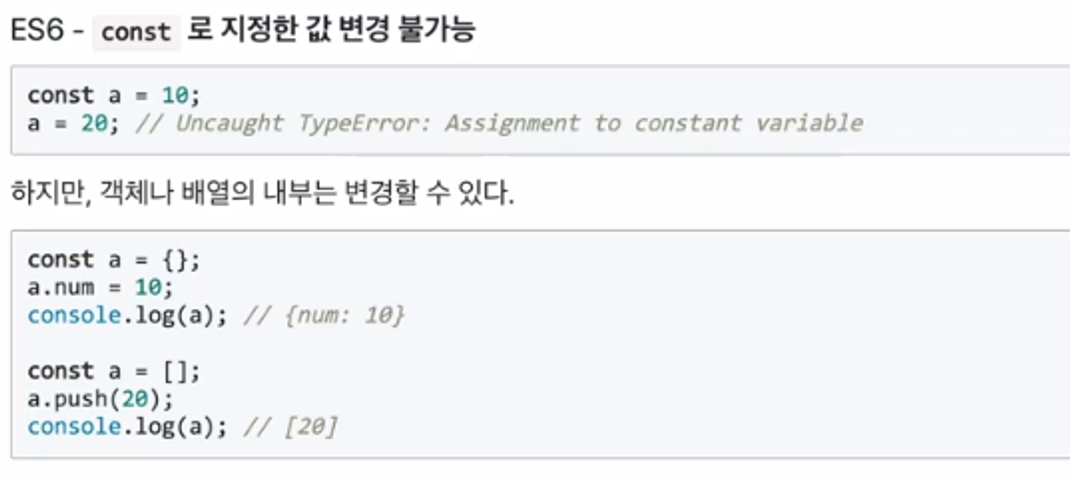 ES6 - const 로 지정한 값 변경 불가능
const a = 10;
a = 20; // Uncaught TypeError: Assignment to constant variable
하지만, 객체나 배열의 내부는 변경할 수 있다.
const a = {};
a.num = 10;
console.log(a); // {num: 10}
const a = [];
a.push(20);
console.log(a); // [20]